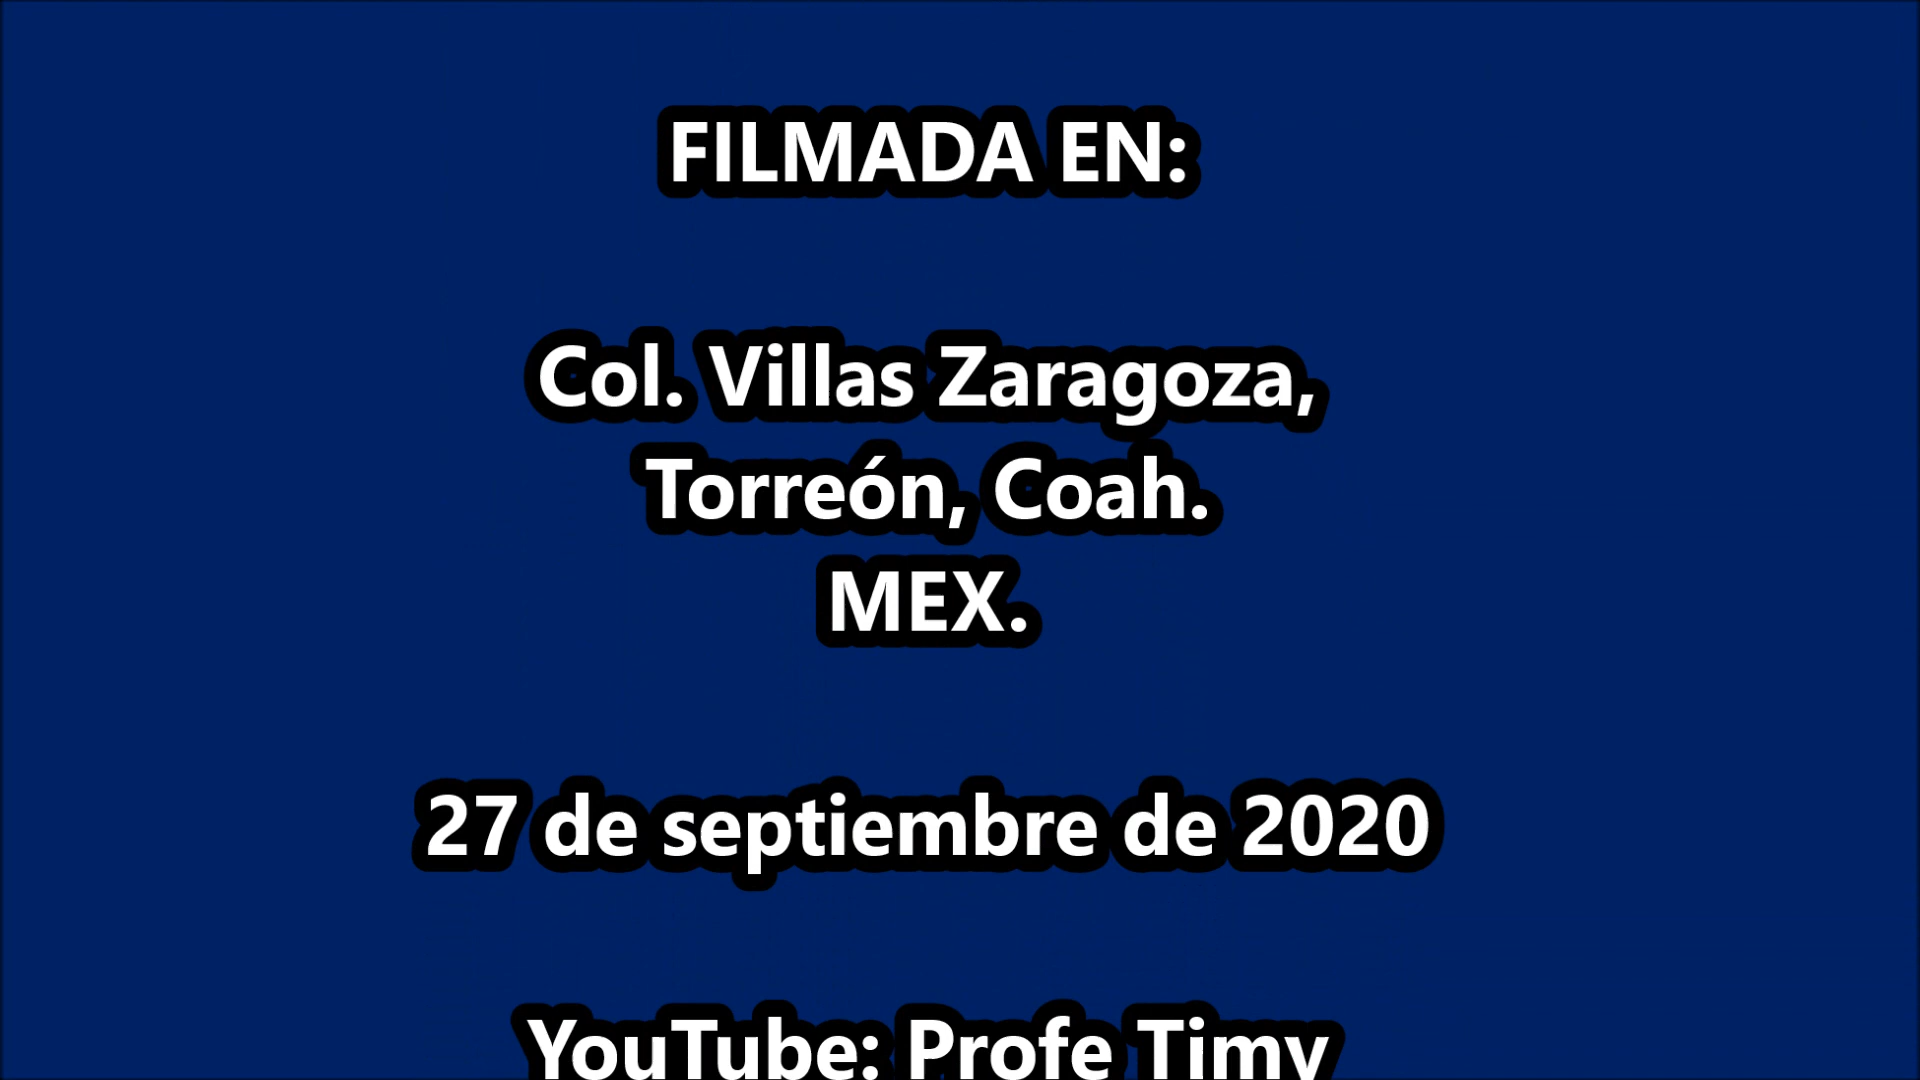 FILMADA EN:
Col. Villas Zaragoza,
Torreón, Coah.
MEX.
27 de septiembre de 2020
YouTube: Profe Timy